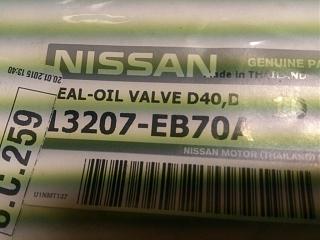 NISSAN
GENUINE PA
Made in THAILAND
20.01.2015 13:40
EAL-OIL VALVE D40,D
13207-EB70A
S.C.259
NISSAN MOTOR (THAILAND)
U1NMT137